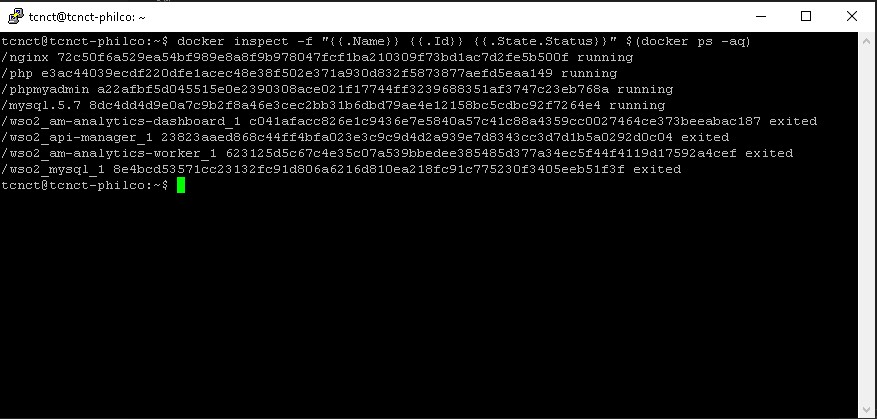 tcnct@tcnct-philco: ~
tcnct@tcnct-philco:~$ docker inspect -f "{{.Name}} {{.Id}} {{.State.Status}}" $(docker ps -aq)
/nginx 72c50f6a529ea54bf989e8a8f9b978047fcf1ba210309f73bd1ac7d2fe5b500f running
/php e3ac44039ecdf220dfe1acec48e38f502e371a930d832f5873877aefd5eaa149 running
/phpmyadmin a22afbf5d045515e0e2390308ace021f17744ff3239688351af3747c23eb768a running
/mysql.5.7 8dc4dd4d9e0a7c9b2f8a46e3cec2bb31b6dbd79ae4e12158bc5cdbc92f7264e4 running
/wso2_am-analytics-dashboard_1 c041afacc826e1c9436e7e5840a57c41c88a4359cc0027464ce373beeabac187 exited
/wso2_api-manager_1 23823aaed868c44ff4bfa023e3c9c9d4d2a939e7d8343cc3d7d1b5a0292d0c04 exited
/wso2_am-analytics-worker_1 623125d5c67c4e35c07a539bbedee385485d377a34ec5f44f4119d17592a4cef exited
/wso2_mysql_1 8e4bcd53571cc23132fc91d806a6216d810ea218fc91c775230f3405eeb51f3f exited
tcnct@tcnct-philco:~$